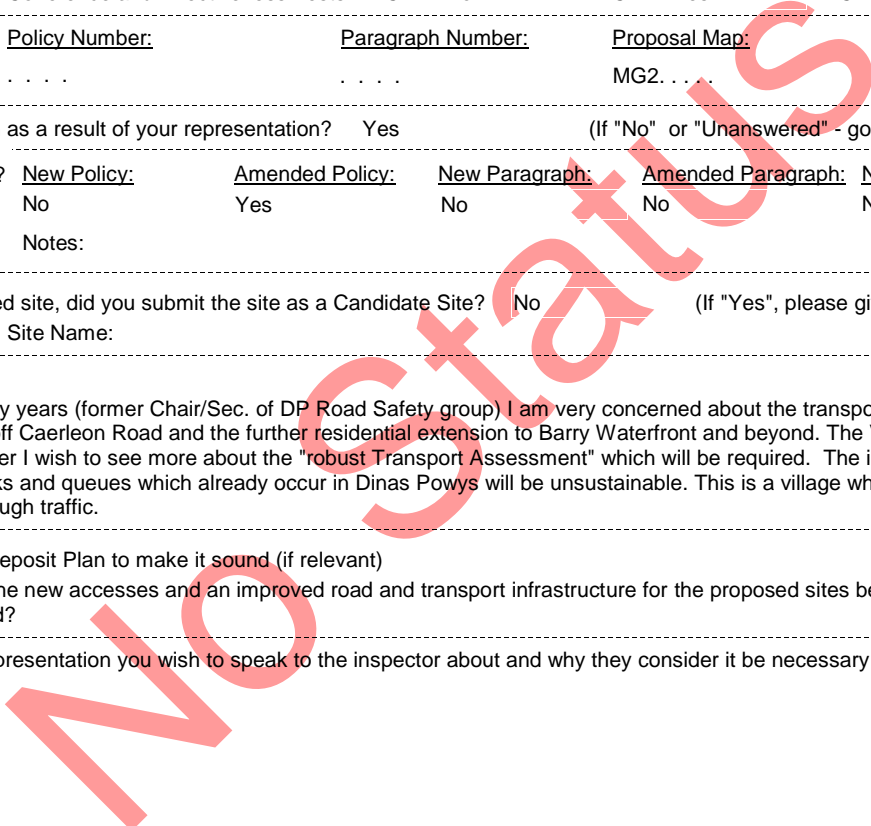 Policy Number: Paragraph Number: Proposal Map:
. . . . . . . . MG2. . . . .
as a result of your representation? Yes (If "No" or "Unanswered" - go
? New Policy: Amended Policy: New Paragraph: Amended Paragraph: N
No Yes No No N
Notes:
ed site, did you submit the site as a Candidate Site? No (If "Yes", please gi
Site Name:
y years (former Chair/Sec. of DP Road Safety group) I am very concerned about the transpo
off Caerleon Road and the further residential extension to Barry Waterfront and beyond. The
er I wish to see more about the "robust Transport Assessment" which will be required. The i
ks and queues which already occur in Dinas Powys will be unsustainable. This is a village wh
ugh traffic.
eposit Plan to make it sound (if relevant)
he new accesses and an improved road and transport infrastructure for the proposed sites be
d?
presentation you wish to speak to the inspector about and why they consider it be necessary
No Status